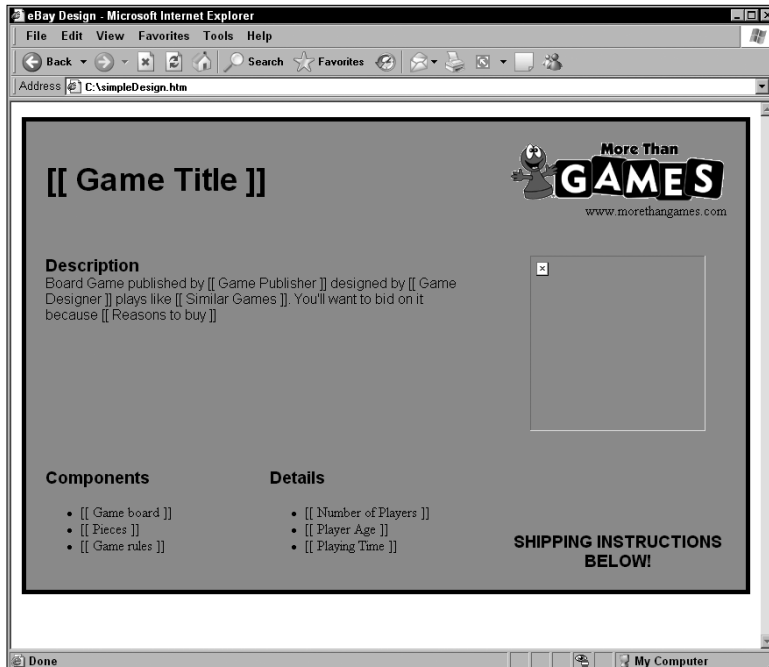 eBay Design - Microsoft Internet Explorer
File Edit View Favorites Tools Help
Back Search Favorites
Address C:\simpleDesign.htm
[[ Game Title ]]
More Than
GAMES
www.morethangames.com
Description
Board Game published by [[ Game Publisher ]] designed by [[ Game
Designer ]] plays like [[ Similar Games ]]. You'll want to bid on it
because [[ Reasons to buy ]]
Components
• [[ Game board ]]
• [[ Pieces ]]
• [[ Game rules ]]
Details
• [[ Number of Players ]]
• [[ Player Age ]]
• [[ Playing Time ]]
SHIPPING INSTRUCTIONS
BELOW!
Done My Computer